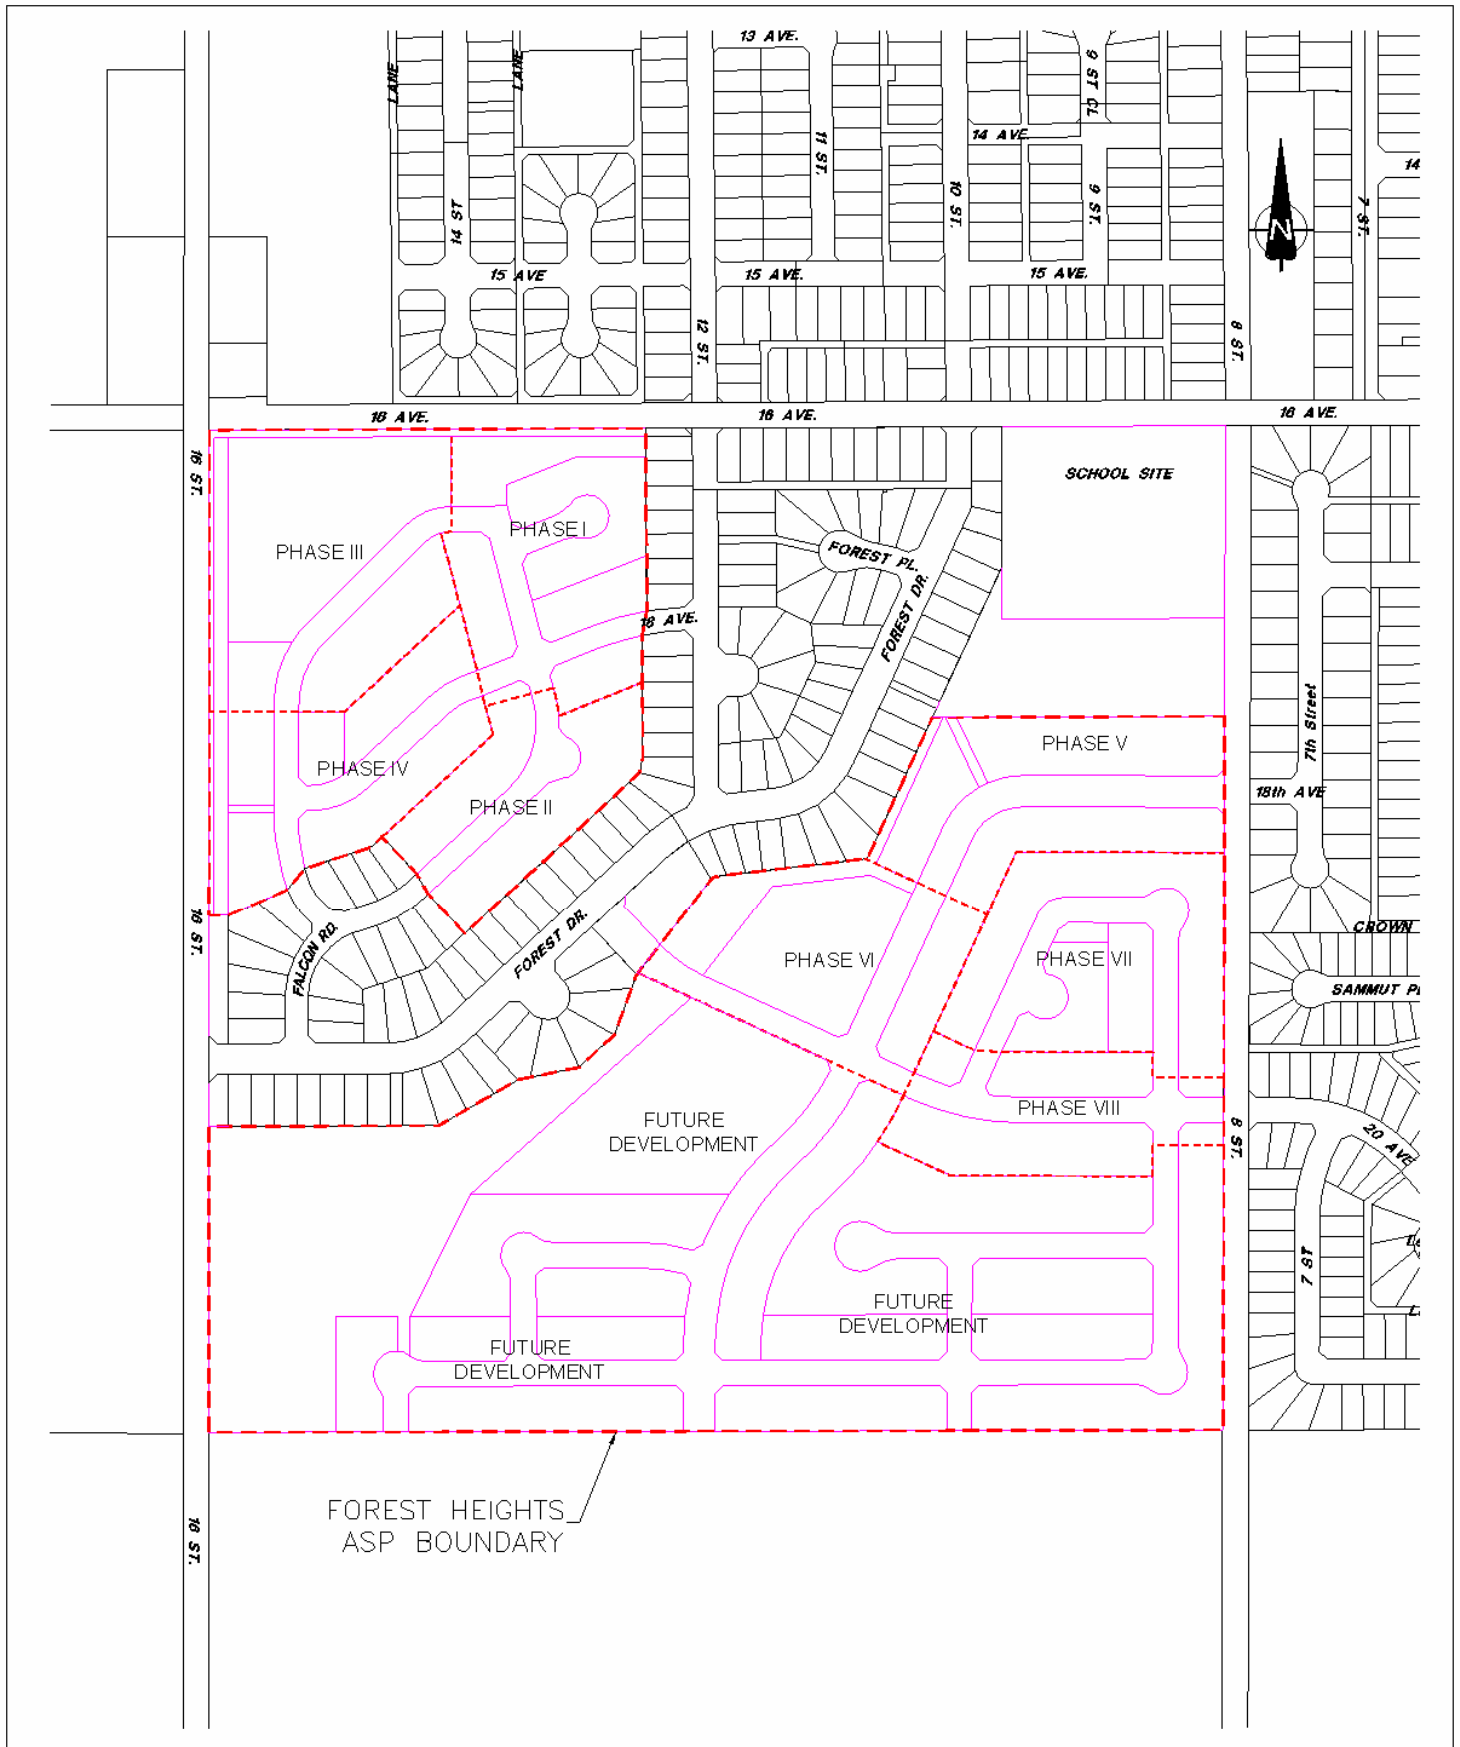 13 AVE.
LANE
LANE
9 ST CL
11 ST.
14 AVE.
14
14 ST
10 ST.
9 ST.
7 ST.
N
15 AVE
15 AVE.
15 AVE.
12 ST.
8 ST.
16 AVE.
16 AVE.
16 AVE.
16 ST.
SCHOOL SITE
PHASE I
PHASE III
FOREST PL.
FOREST DR.
18 AVE.
7th Street
PHASE V
PHASE IV
18th AVE
PHASE II
16 ST.
FALCON RD.
FOREST DR.
CROWN
PHASE VI
PHASE VII
SAMMUT PL
PHASE VIII
FUTURE
DEVELOPMENT
8 ST.
20 AVE
7 ST
FUTURE
DEVELOPMENT
FUTURE
DEVELOPMENT
FOREST HEIGHTS
ASP BOUNDARY
16 ST.